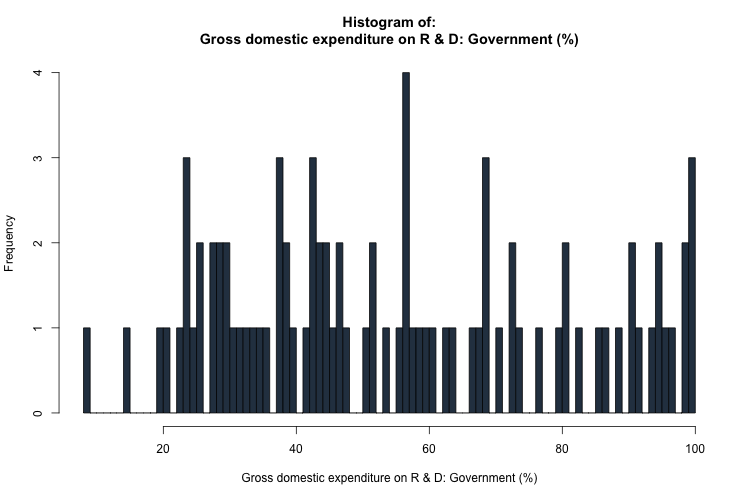 Histogram of:
Gross domestic expenditure on R & D: Government (%)
Frequency
4
3
2
1
0
20 40 60 80 100
Gross domestic expenditure on R & D: Government (%)